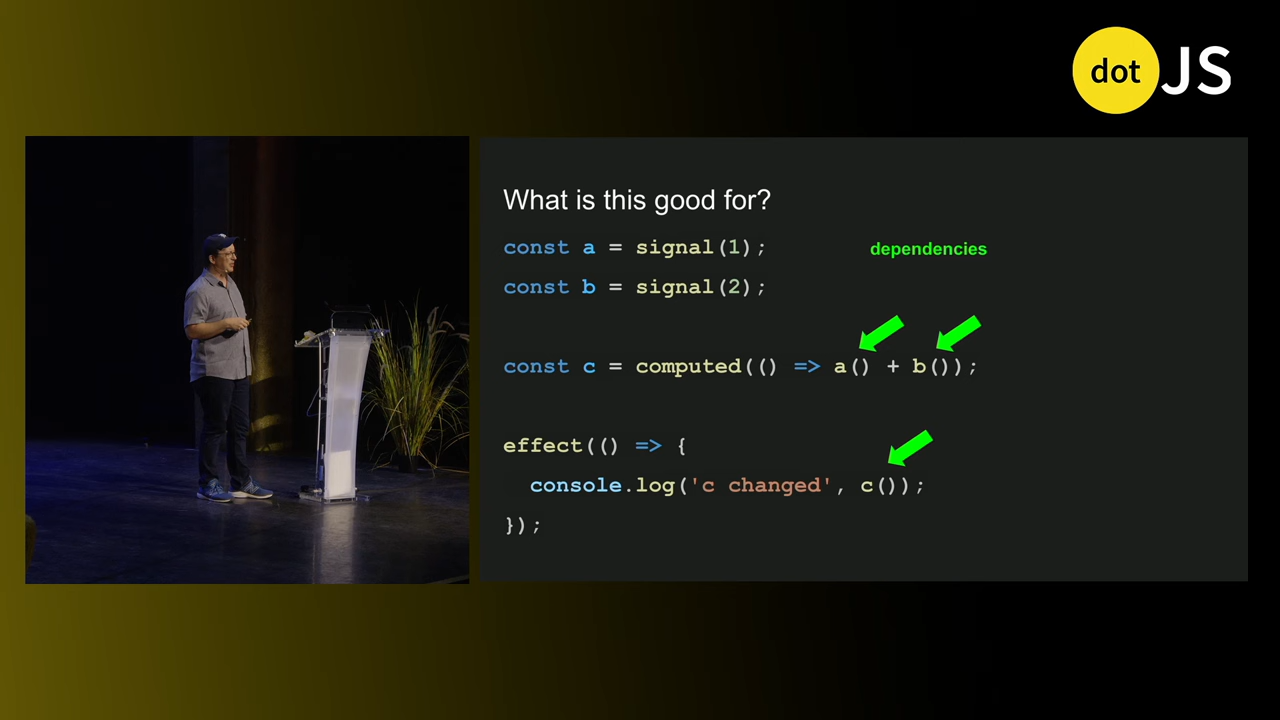 dot JS
What is this good for?
const a = signal(1);
dependencies
const b = signal(2);
const c = computed(() => a() + b());
effect(() => {
  console.log('c changed', c());
});